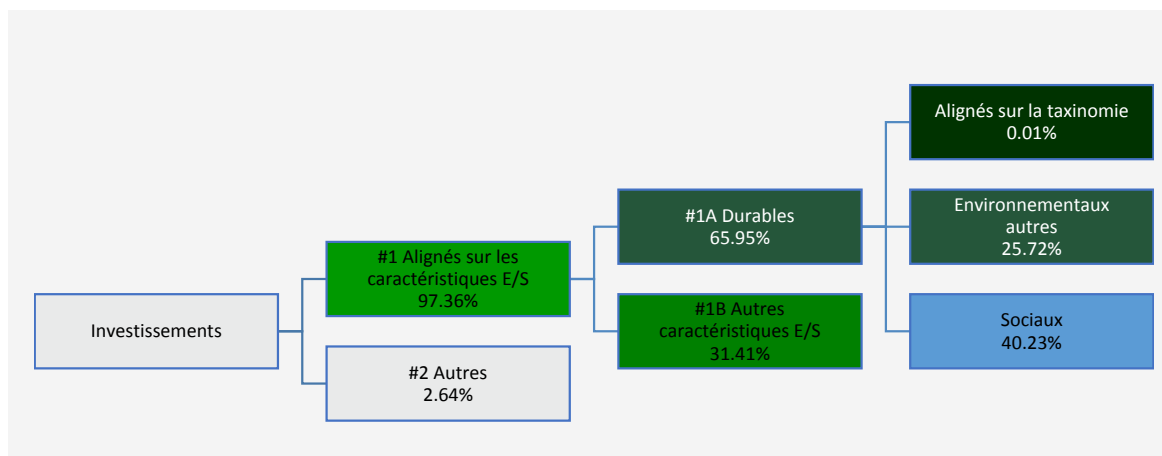 Investissements
#1 Alignés sur les
caractéristiques E/S
97.36%
#2 Autres
2.64%
#1A Durables
65.95%
#1B Autres
caractéristiques E/S
31.41%
Alignés sur la taxinomie
0.01%
Environnementaux
autres
25.72%
Sociaux
40.23%